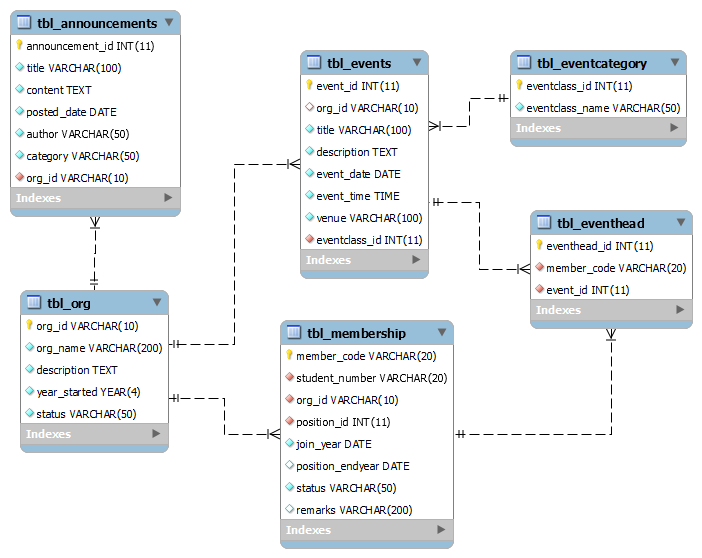 tbl_announcements
announcement_id INT(11)
title VARCHAR(100)
content TEXT
posted_date DATE
author VARCHAR(50)
category VARCHAR(50)
org_id VARCHAR(10)
Indexes
tbl_events
event_id INT(11)
org_id VARCHAR(10)
title VARCHAR(100)
description TEXT
event_date DATE
event_time TIME
venue VARCHAR(100)
eventclass_id INT(11)
Indexes
tbl_eventcategory
eventclass_id INT(11)
eventclass_name VARCHAR(50)
Indexes
tbl_eventhead
eventhead_id INT(11)
member_code VARCHAR(20)
event_id INT(11)
Indexes
tbl_org
org_id VARCHAR(10)
org_name VARCHAR(200)
description TEXT
year_started YEAR(4)
status VARCHAR(50)
Indexes
tbl_membership
member_code VARCHAR(20)
student_number VARCHAR(20)
org_id VARCHAR(10)
position_id INT(11)
join_year DATE
position_endyear DATE
status VARCHAR(50)
remarks VARCHAR(200)
Indexes